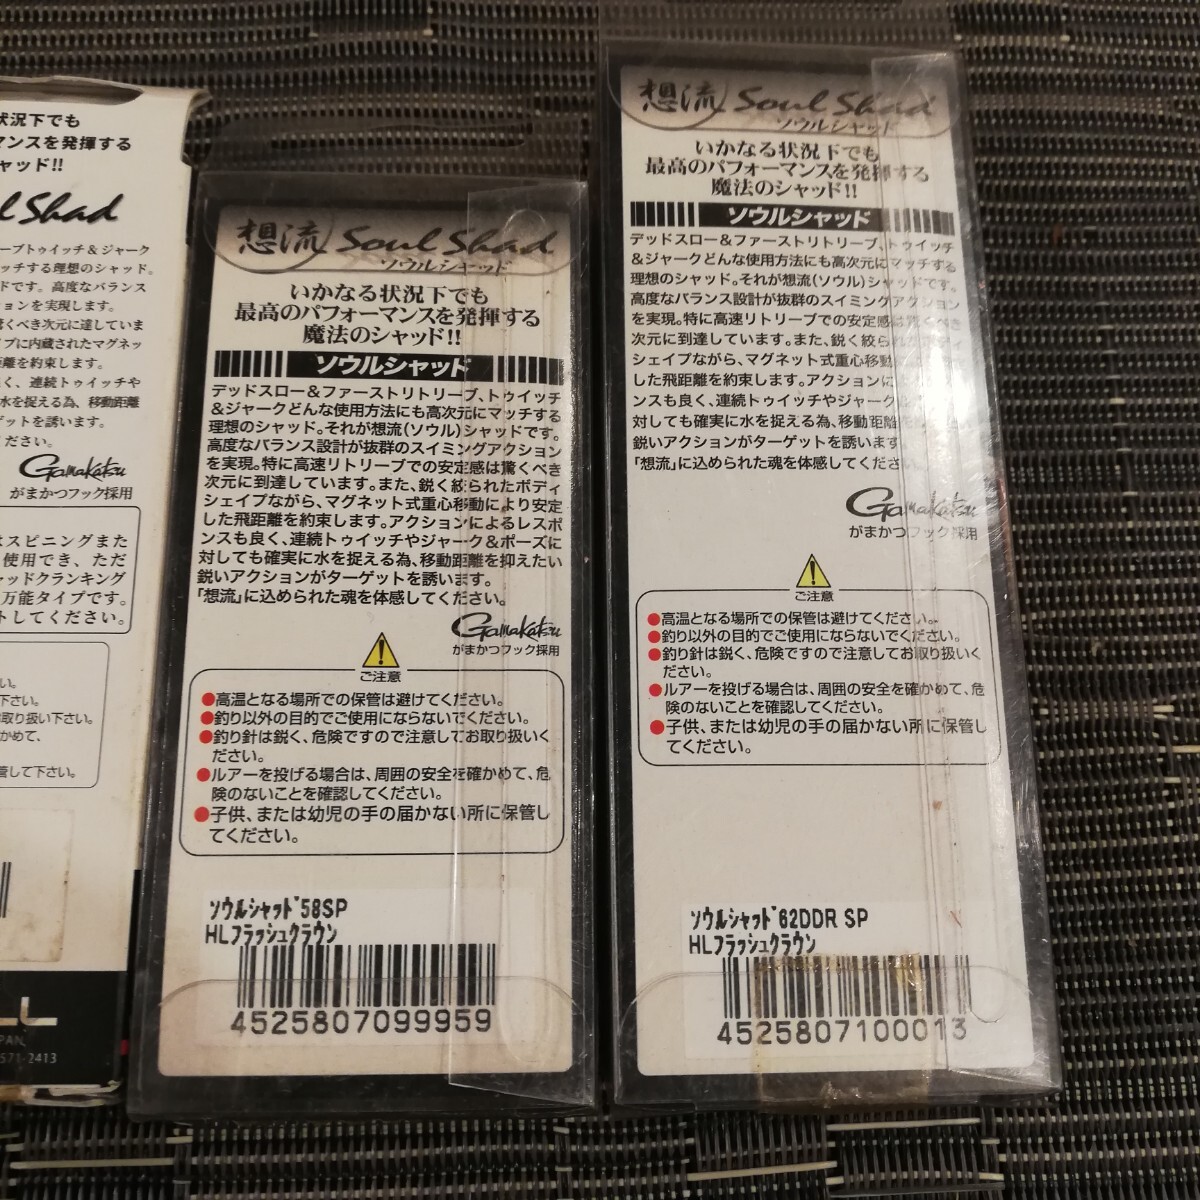 状況下でも
マンスを発揮する
ャッド!!
l Shad
ーブトゥイッチ＆ジャーク
ッチする理想のシャッド。
ドです。高度なバランス
ションを実現します。
驚くべき次元に達していま
イプに内蔵されたマグネッ
距離を約束します。
く、連続トゥイッチや
水を捉える為、移動距離
ゲットを誘います。
ください。
Gamakatsu
がまかつフック採用
はスピニングまた
使用でき、ただ
ャッドクランキング
万能タイプです。
トしてください。
い。
下さい。
取り扱い下さい。
かめて、
管して下さい。
LL
PAN
571-2413
想流 Soul Shad
ソウルシャッド
いかなる状況下でも
最高のパフォーマンスを発揮する
魔法のシャッド!!
ソウルシャッド
デッドスロー＆ファーストリトリーブ、トゥイッチ
＆ジャークどんな使用方法にも高次元にマッチする
理想のシャッド。それが想流（ソウル）シャッドです。
高度なバランス設計が抜群のスイミングアクション
を実現。特に高速リトリーブでの安定感は驚くべき
次元に到達しています。また、鋭く絞られたボディ
シェイプながら、マグネット式重心移動により安定
した飛距離を約束します。アクションによるレスポ
ンスも良く、連続トゥイッチやジャーク＆ポーズに
対しても確実に水を捉える為、移動距離を抑えたい
鋭いアクションがターゲットを誘います。
「想流」に込められた魂を体感してください。
Gamakatsu
がまかつフック採用
ご注意
●高温となる場所での保管は避けてください。
●釣り以外の目的でご使用にならないでください。
●釣り針は鋭く、危険ですので注意してお取り扱いく
ださい。
●ルアーを投げる場合は、周囲の安全を確かめて、危
険のないことを確認してください。
●子供、または幼児の手の届かない所に保管し
てください。
ｿｳﾙｼｬｯﾄﾞ58SP
HLﾌﾗｯｼｭｸﾗｳﾝ
4525807099959
想流 Soul Shad
ソウルシャッド
いかなる状況下でも
最高のパフォーマンスを発揮する
魔法のシャッド!!
ソウルシャッド
デッドスロー＆ファーストリトリーブ、トゥイッチ
＆ジャークどんな使用方法にも高次元にマッチする
理想のシャッド。それが想流（ソウル）シャッドです。
高度なバランス設計が抜群のスイミングアクション
を実現。特に高速リトリーブでの安定感は驚くべき
次元に到達しています。また、鋭く絞られたボディ
シェイプながら、マグネット式重心移動
した飛距離を約束します。アクションに
ンスも良く、連続トゥイッチやジャーク
対しても確実に水を捉える為、移動距離
鋭いアクションがターゲットを誘います
「想流」に込められた魂を体感してくださ
Gamakatsu
がまかつフック採用
ご注意
●高温となる場所での保管は避けてください。
●釣り以外の目的でご使用にならないでください。
●釣り針は鋭く、危険ですので注意してお取り扱いく
ださい。
●ルアーを投げる場合は、周囲の安全を確かめて、危
険のないことを確認してください。
●子供、または幼児の手の届かない所に保管し
てください。
ｿｳﾙｼｬｯﾄﾞ62DDR SP
HLﾌﾗｯｼｭｸﾗｳﾝ
4525807100013